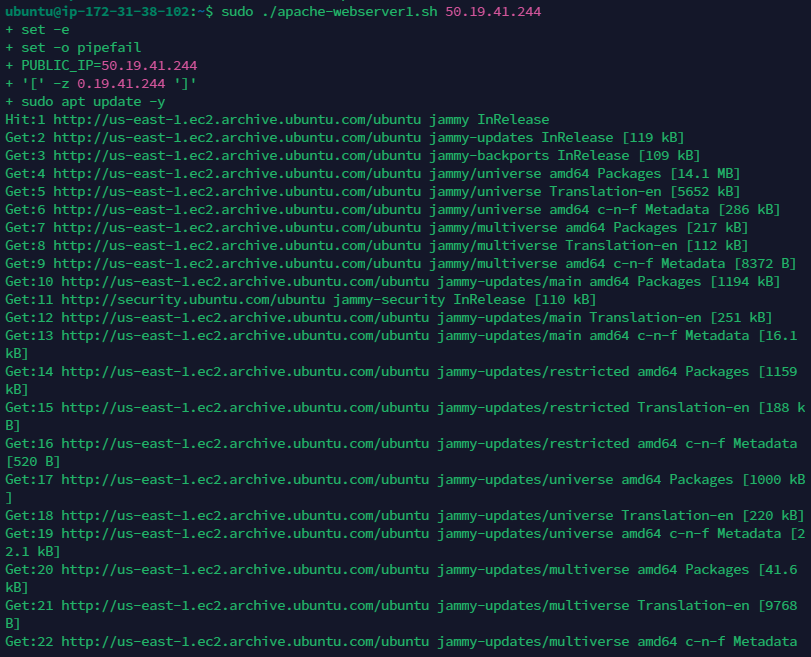 ubuntu@ip-172-31-38-102:~$ sudo ./apache-webserver1.sh 50.19.41.244
+ set -e
+ set -o pipefail
+ PUBLIC_IP=50.19.41.244
+ '[' -z 0.19.41.244 ']'
+ sudo apt update -y
Hit:1 http://us-east-1.ec2.archive.ubuntu.com/ubuntu jammy InRelease
Get:2 http://us-east-1.ec2.archive.ubuntu.com/ubuntu jammy-updates InRelease [119 kB]
Get:3 http://us-east-1.ec2.archive.ubuntu.com/ubuntu jammy-backports InRelease [109 kB]
Get:4 http://us-east-1.ec2.archive.ubuntu.com/ubuntu jammy/universe amd64 Packages [14.1 MB]
Get:5 http://us-east-1.ec2.archive.ubuntu.com/ubuntu jammy/universe Translation-en [5652 kB]
Get:6 http://us-east-1.ec2.archive.ubuntu.com/ubuntu jammy/universe amd64 c-n-f Metadata [286 kB]
Get:7 http://us-east-1.ec2.archive.ubuntu.com/ubuntu jammy/multiverse amd64 Packages [217 kB]
Get:8 http://us-east-1.ec2.archive.ubuntu.com/ubuntu jammy/multiverse Translation-en [112 kB]
Get:9 http://us-east-1.ec2.archive.ubuntu.com/ubuntu jammy/multiverse amd64 c-n-f Metadata [8372 B]
Get:10 http://us-east-1.ec2.archive.ubuntu.com/ubuntu jammy-updates/main amd64 Packages [1194 kB]
Get:11 http://security.ubuntu.com/ubuntu jammy-security InRelease [110 kB]
Get:12 http://us-east-1.ec2.archive.ubuntu.com/ubuntu jammy-updates/main Translation-en [251 kB]
Get:13 http://us-east-1.ec2.archive.ubuntu.com/ubuntu jammy-updates/main amd64 c-n-f Metadata [16.1
kB]
Get:14 http://us-east-1.ec2.archive.ubuntu.com/ubuntu jammy-updates/restricted amd64 Packages [1159
kB]
Get:15 http://us-east-1.ec2.archive.ubuntu.com/ubuntu jammy-updates/restricted Translation-en [188 k
B]
Get:16 http://us-east-1.ec2.archive.ubuntu.com/ubuntu jammy-updates/restricted amd64 c-n-f Metadata
[520 B]
Get:17 http://us-east-1.ec2.archive.ubuntu.com/ubuntu jammy-updates/universe amd64 Packages [1000 kB
]
Get:18 http://us-east-1.ec2.archive.ubuntu.com/ubuntu jammy-updates/universe Translation-en [220 kB]
Get:19 http://us-east-1.ec2.archive.ubuntu.com/ubuntu jammy-updates/universe amd64 c-n-f Metadata [2
2.1 kB]
Get:20 http://us-east-1.ec2.archive.ubuntu.com/ubuntu jammy-updates/multiverse amd64 Packages [41.6
kB]
Get:21 http://us-east-1.ec2.archive.ubuntu.com/ubuntu jammy-updates/multiverse Translation-en [9768
B]
Get:22 http://us-east-1.ec2.archive.ubuntu.com/ubuntu jammy-updates/multiverse amd64 c-n-f Metadata